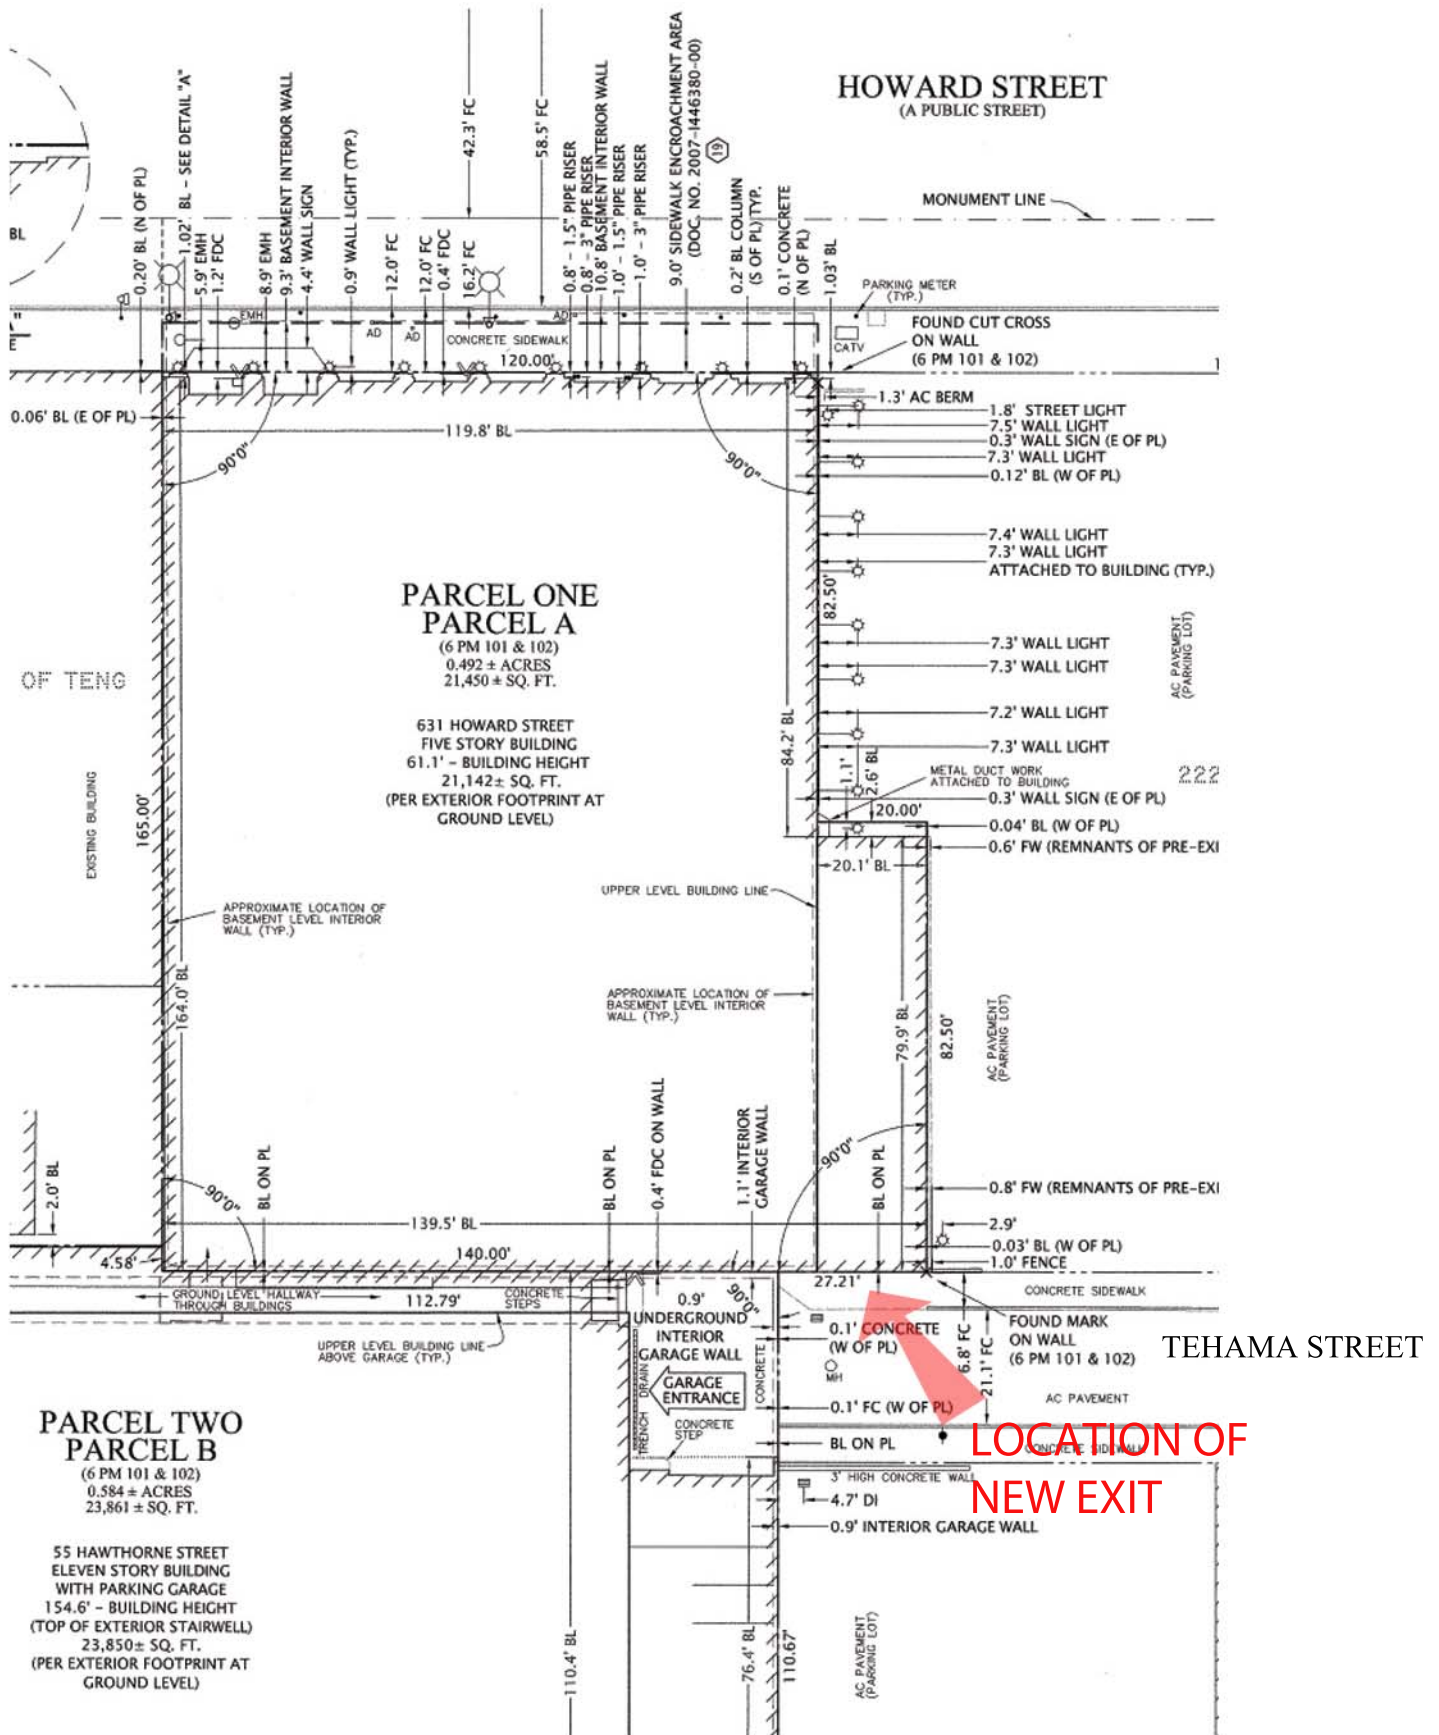 HOWARD STREET
(A PUBLIC STREET)
MONUMENT LINE
BL
0.20' BL (N OF PL)
1.02' BL - SEE DETAIL "A"
5.9' EMH
1.2' FDC
8.9' EMH
9.3' BASEMENT INTERIOR WALL
4.4' WALL SIGN
0.9' WALL LIGHT (TYP.)
12.0' FC
42.3' FC
12.0' FC
0.4' FDC
16.2' FC
58.5' FC
0.8' - 1.5" PIPE RISER
0.8' - 3" PIPE RISER
10.8' BASEMENT INTERIOR WALL
1.0' - 1.5" PIPE RISER
1.0' - 3" PIPE RISER
9.0' SIDEWALK ENCROACHMENT AREA
(DOC. NO. 2007-I446380-00)
19
0.2' BL COLUMN
(S OF PL) TYP.
0.1' CONCRETE
(N OF PL)
1.03' BL
PARKING METER
(TYP.)
EMH
AD
AD
AD
CONCRETE SIDEWALK
120.00'
CATV
FOUND CUT CROSS
ON WALL
(6 PM 101 & 102)
0.06' BL (E OF PL)
119.8' BL
90°0"
90°0"
1.3' AC BERM
1.8' STREET LIGHT
7.5' WALL LIGHT
0.3' WALL SIGN (E OF PL)
7.3' WALL LIGHT
0.12' BL (W OF PL)
7.4' WALL LIGHT
7.3' WALL LIGHT
ATTACHED TO BUILDING (TYP.)
82.50'
7.3' WALL LIGHT
7.3' WALL LIGHT
AC PAVEMENT
(PARKING LOT)
7.2' WALL LIGHT
7.3' WALL LIGHT
84.2' BL
1.1'
2.6' BL
METAL DUCT WORK
ATTACHED TO BUILDING
222
0.3' WALL SIGN (E OF PL)
20.00'
0.04' BL (W OF PL)
0.6' FW (REMNANTS OF PRE-EXI
20.1' BL
PARCEL ONE
PARCEL A
(6 PM 101 & 102)
0.492 ± ACRES
21,450 ± SQ. FT.
631 HOWARD STREET
FIVE STORY BUILDING
61.1' - BUILDING HEIGHT
21,142± SQ. FT.
(PER EXTERIOR FOOTPRINT AT
GROUND LEVEL)
OF TENG
EXISTING BUILDING
165.00'
164.0' BL
APPROXIMATE LOCATION OF
BASEMENT LEVEL INTERIOR
WALL (TYP.)
UPPER LEVEL BUILDING LINE
APPROXIMATE LOCATION OF
BASEMENT LEVEL INTERIOR
WALL (TYP.)
79.9' BL
82.50'
AC PAVEMENT
(PARKING LOT)
2.0' BL
90°0"
BL ON PL
BL ON PL
0.4' FDC ON WALL
1.1' INTERIOR
GARAGE WALL
90°0"
BL ON PL
0.8' FW (REMNANTS OF PRE-EXI
2.9'
0.03' BL (W OF PL)
1.0' FENCE
139.5' BL
140.00'
4.58'
27.21'
CONCRETE SIDEWALK
GROUND LEVEL HALLWAY
THROUGH BUILDINGS
112.79'
CONCRETE
STEPS
UPPER LEVEL BUILDING LINE
ABOVE GARAGE (TYP.)
0.9'
UNDERGROUND
INTERIOR
GARAGE WALL
90°0"
CONCRETE
GARAGE
ENTRANCE
TRENCH DRAIN
CONCRETE
STEP
0.1' CONCRETE
(W OF PL)
MH
6.8' FC
21.1' FC
FOUND MARK
ON WALL
(6 PM 101 & 102)
TEHAMA STREET
AC PAVEMENT
0.1' FC (W OF PL)
BL ON PL
CONCRETE SIDEWALK
LOCATION OF
NEW EXIT
3' HIGH CONCRETE WALL
4.7' DI
0.9' INTERIOR GARAGE WALL
PARCEL TWO
PARCEL B
(6 PM 101 & 102)
0.584 ± ACRES
23,861 ± SQ. FT.
55 HAWTHORNE STREET
ELEVEN STORY BUILDING
WITH PARKING GARAGE
154.6' - BUILDING HEIGHT
(TOP OF EXTERIOR STAIRWELL)
23,850± SQ. FT.
(PER EXTERIOR FOOTPRINT AT
GROUND LEVEL)
110.4' BL
76.4' BL
110.67'
AC PAVEMENT
(PARKING LOT)